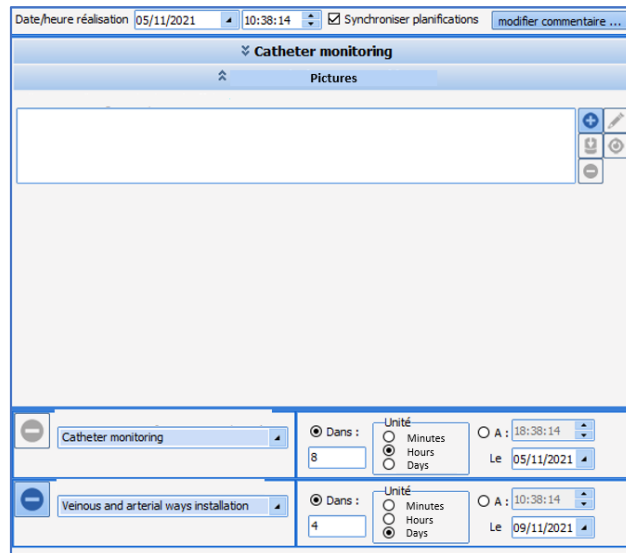 Date/heure réalisation 05/11/2021 10:38:14 Synchroniser planifications modifier commentaire ...
Catheter monitoring
Pictures
Catheter monitoring
Dans :
8
Unité
Minutes
Hours
Days
A : 18:38:14
Le 05/11/2021
Veinous and arterial ways installation
Dans :
4
Unité
Minutes
Hours
Days
A : 10:38:14
Le 09/11/2021